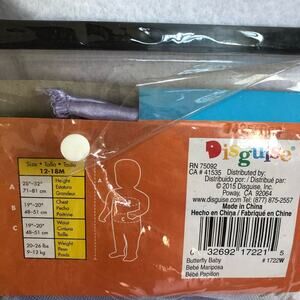 Size • Talla • Taille
12-18M
28"-32"
71-81 cm
Height
Estatura
Grandeur
A
19"-20"
48-51 cm
Chest
Pecho
Poitrine
B
19"-20"
48-51 cm
Waist
Cintura
Taille
20-26 lbs
9-12 kg
Weight
Peso
Poids
Disguise
RN 75092
CA # 41535
Distributed by:
Distribuido por: / Distribué par:
© 2015 Disguise, Inc.
Poway, CA 92064
www.disguise.com Tel: (877) 875-2557
Made in China
Hecho en China / Fabriqué en Chine
32692 17221 5
Butterfly Baby
# 1722W
Bebé Mariposa
Bébé Papillon